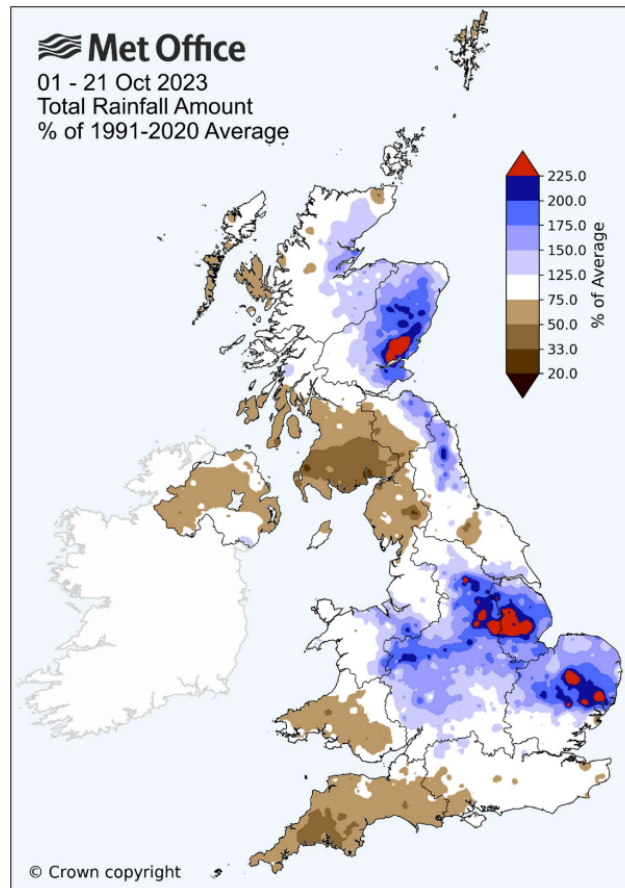 Met Office
01 - 21 Oct 2023
Total Rainfall Amount
% of 1991-2020 Average
225.0
200.0
175.0
150.0
125.0
75.0
50.0
33.0
20.0
% of Average
© Crown copyright